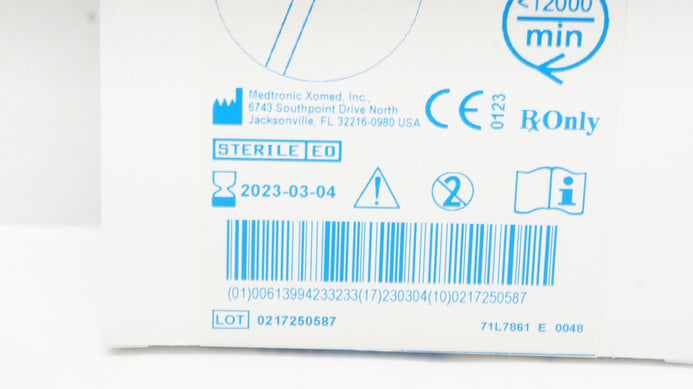 <12000
min
Medtronic Xomed, Inc.,
6743 Southpoint Drive North
Jacksonville, FL 32216-0980 USA
CE 0123
RxOnly
STERILE EO
2023-03-04
2
i
(01)00613994233233(17)230304(10)0217250587
LOT 0217250587
71L7861 E 0048